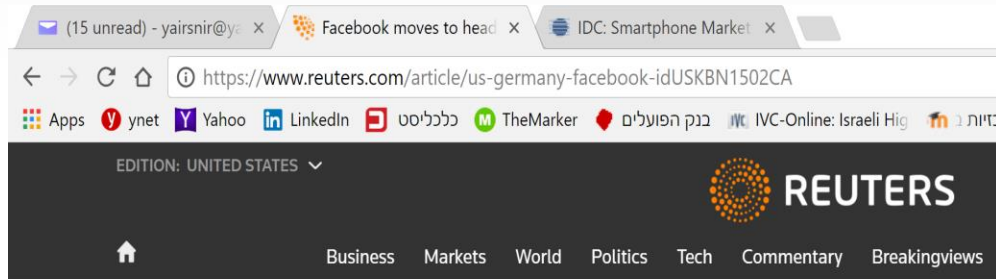 (15 unread) - yairsnir@ya
Facebook moves to head
IDC: Smartphone Market
https://www.reuters.com/article/us-germany-facebook-idUSKBN1502CA
Apps ynet Yahoo LinkedIn כלכליסט TheMarker בנק הפועלים IVC-Online: Israeli Hig
EDITION: UNITED STATES
REUTERS
Business Markets World Politics Tech Commentary Breakingviews